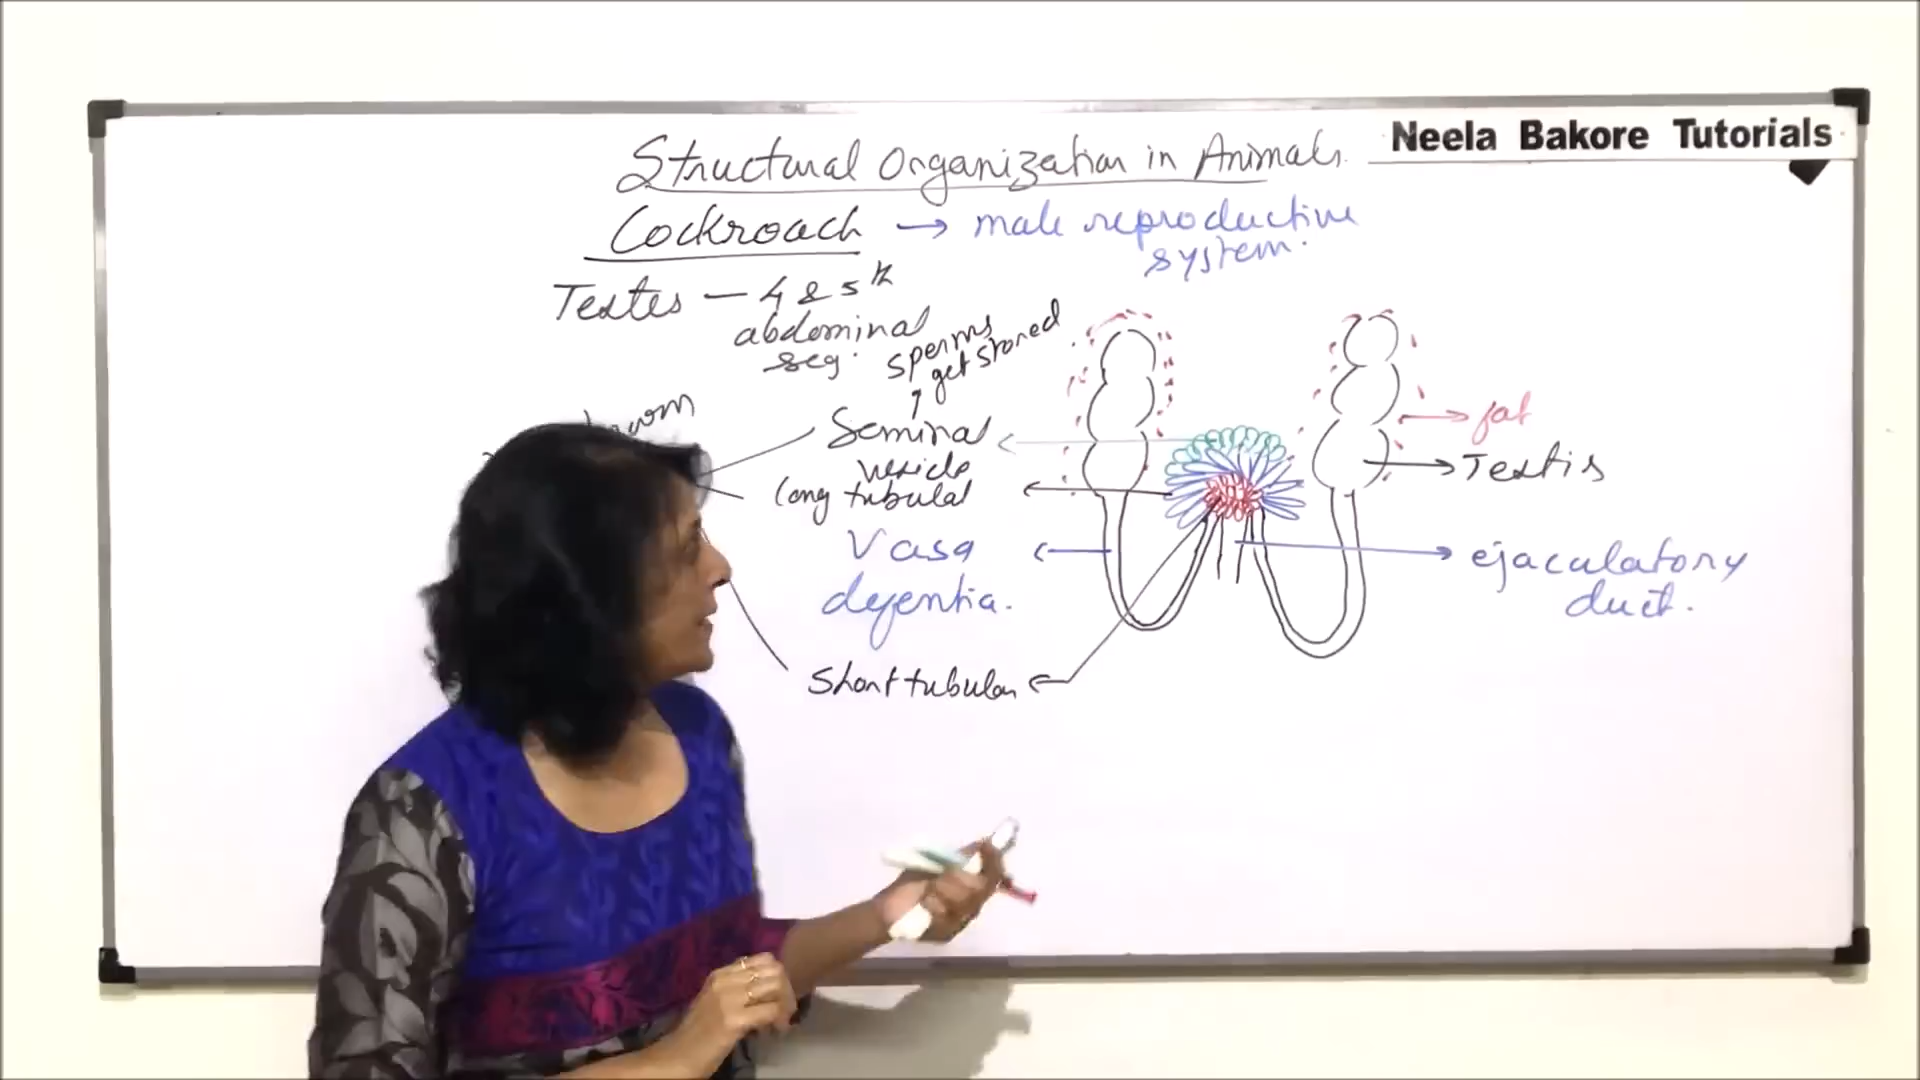 Neela Bakore Tutorials
Structural Organization in Animals
Cockroach → male reproductive
system.
Testes – 4 & 5th
abdominal
seg.
sperms
get stored
Seminal
vesicle
long tubular
Vasa
deferentia.
Short tubular
fat
Testis
ejaculatory
duct.